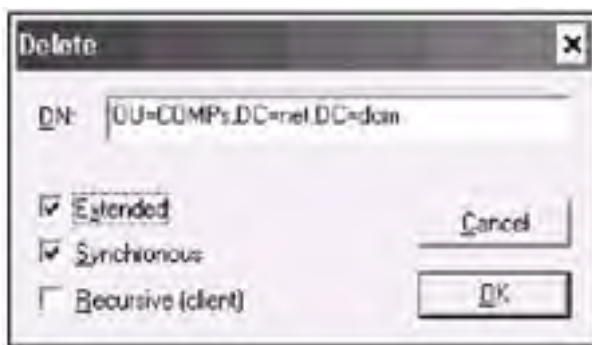 Delete
DN: OU=COMPs,DC=net,DC=dom
Extended
Synchronous
Recursive (client)
Cancel
OK